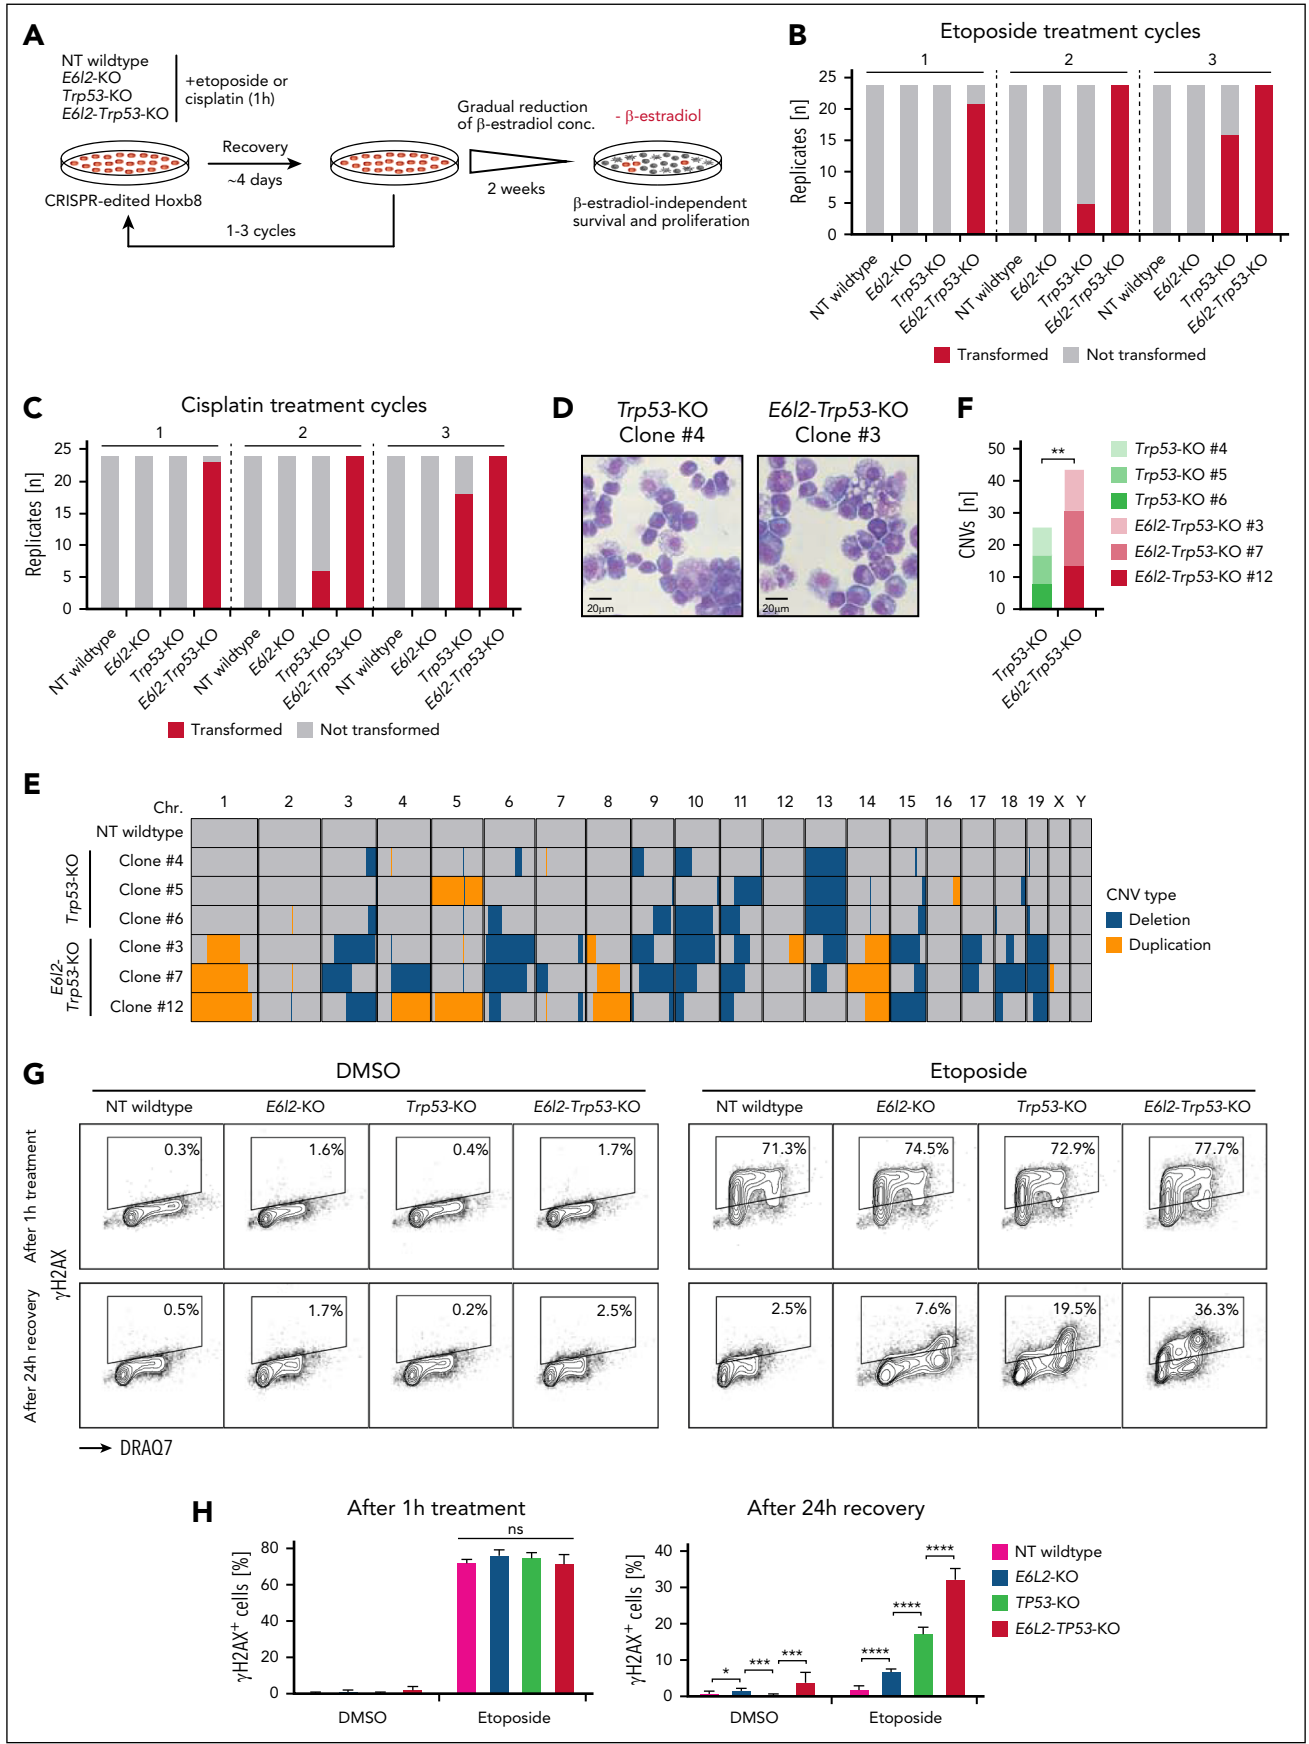 A
NT wildtype
E6l2-KO
Trp53-KO
E6l2-Trp53-KO
+etoposide or
cisplatin (1h)
Recovery
~4 days
CRISPR-edited Hoxb8
1-3 cycles
Gradual reduction
of β-estradiol conc.
2 weeks
- β-estradiol
β-estradiol-independent
survival and proliferation
B
Etoposide treatment cycles
1
2
3
Replicates [n]
25
20
15
10
5
0
NT wildtype
E6l2-KO
Trp53-KO
E6l2-Trp53-KO
NT wildtype
E6l2-KO
Trp53-KO
E6l2-Trp53-KO
NT wildtype
E6l2-KO
Trp53-KO
E6l2-Trp53-KO
Transformed
Not transformed
C
Cisplatin treatment cycles
1
2
3
Replicates [n]
25
20
15
10
5
0
NT wildtype
E6l2-KO
Trp53-KO
E6l2-Trp53-KO
NT wildtype
E6l2-KO
Trp53-KO
E6l2-Trp53-KO
NT wildtype
E6l2-KO
Trp53-KO
E6l2-Trp53-KO
Transformed
Not transformed
D
Trp53-KO
Clone #4
20μm
E6l2-Trp53-KO
Clone #3
20μm
F
CNVs [n]
50
40
30
20
10
0
**
Trp53-KO
E6l2-Trp53-KO
Trp53-KO #4
Trp53-KO #5
Trp53-KO #6
E6l2-Trp53-KO #3
E6l2-Trp53-KO #7
E6l2-Trp53-KO #12
E
Chr. 1 2 3 4 5 6 7 8 9 10 11 12 13 14 15 16 17 18 19 X Y
NT wildtype
Trp53-KO
Clone #4
Clone #5
Clone #6
E6l2-
Trp53-KO
Clone #3
Clone #7
Clone #12
CNV type
Deletion
Duplication
G
DMSO
Etoposide
NT wildtype
E6l2-KO
Trp53-KO
E6l2-Trp53-KO
NT wildtype
E6l2-KO
Trp53-KO
E6l2-Trp53-KO
After 1h treatment
0.3%
1.6%
0.4%
1.7%
71.3%
74.5%
72.9%
77.7%
γH2AX
After 24h recovery
0.5%
1.7%
0.2%
2.5%
2.5%
7.6%
19.5%
36.3%
DRAQ7
H
After 1h treatment
γH2AX+ cells [%]
80
60
40
20
0
ns
DMSO
Etoposide
After 24h recovery
γH2AX+ cells [%]
40
30
20
10
0
*
***
***
****
****
****
DMSO
Etoposide
NT wildtype
E6L2-KO
TP53-KO
E6L2-TP53-KO